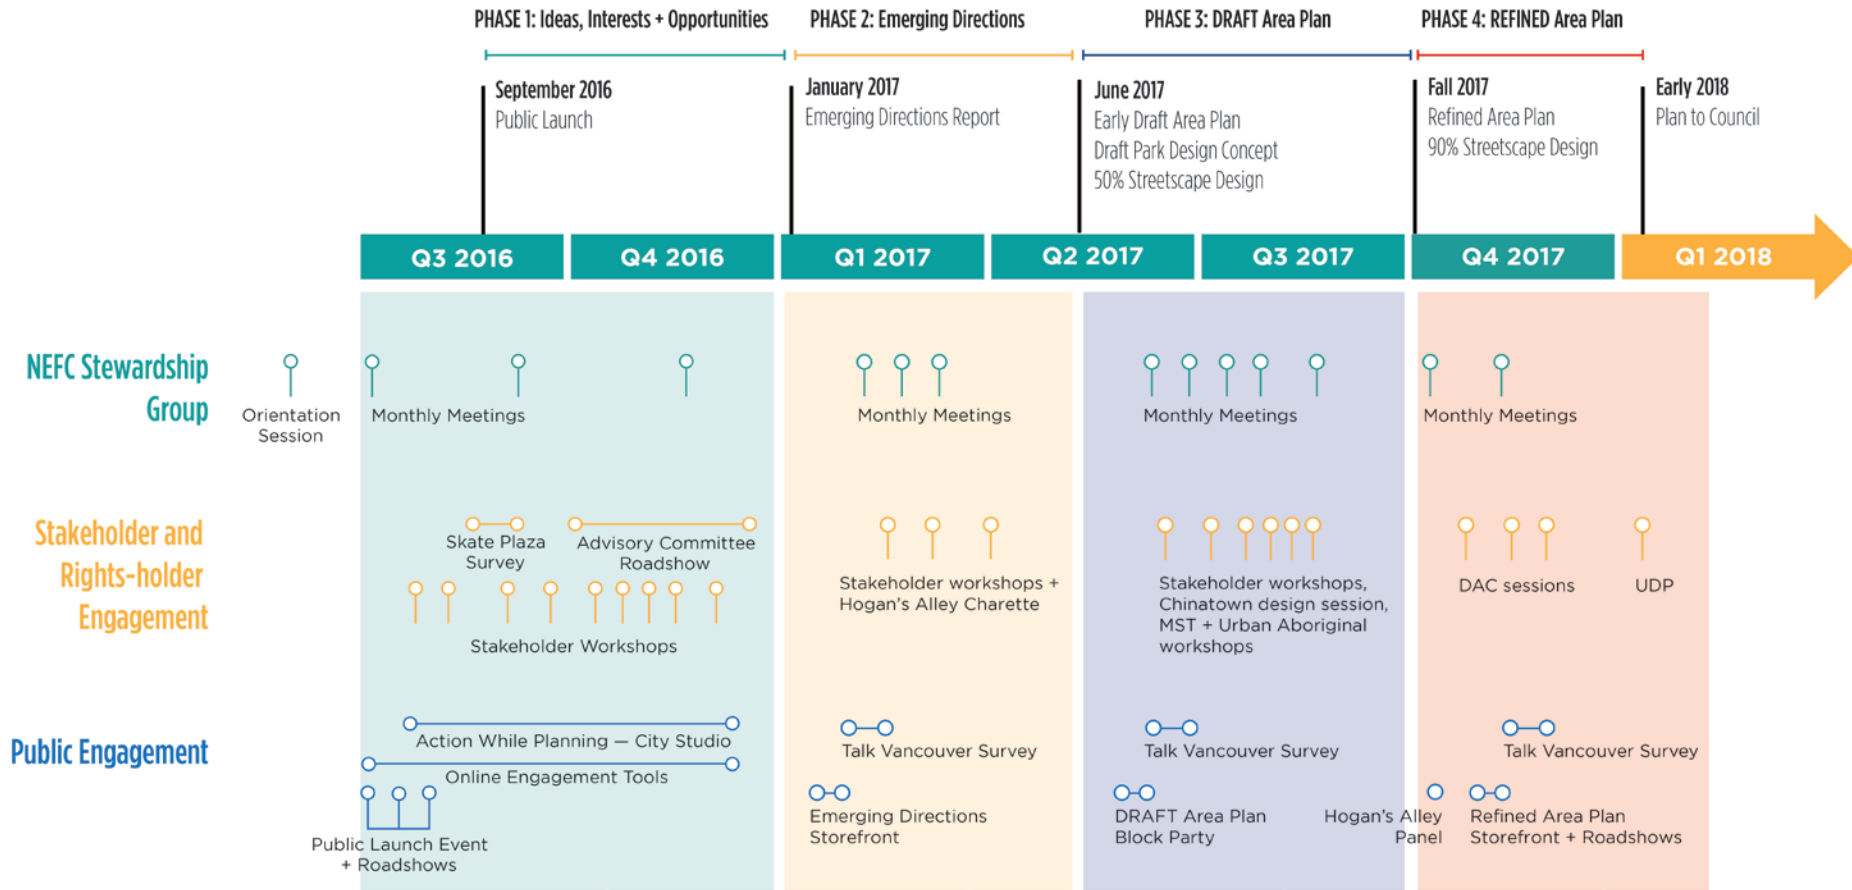 PHASE 1: Ideas, Interests + Opportunities
PHASE 2: Emerging Directions
PHASE 3: DRAFT Area Plan
PHASE 4: REFINED Area Plan
September 2016
Public Launch
January 2017
Emerging Directions Report
June 2017
Early Draft Area Plan
Draft Park Design Concept
50% Streetscape Design
Fall 2017
Refined Area Plan
90% Streetscape Design
Early 2018
Plan to Council
Q3 2016
Q4 2016
Q1 2017
Q2 2017
Q3 2017
Q4 2017
Q1 2018
NEFC Stewardship
Group
Orientation
Session
Monthly Meetings
Monthly Meetings
Monthly Meetings
Monthly Meetings
Stakeholder and
Rights-holder
Engagement
Skate Plaza
Survey
Advisory Committee
Roadshow
Stakeholder Workshops
Stakeholder workshops +
Hogan's Alley Charette
Stakeholder workshops,
Chinatown design session,
MST + Urban Aboriginal
workshops
DAC sessions
UDP
Public Engagement
Action While Planning — City Studio
Online Engagement Tools
Public Launch Event
+ Roadshows
Talk Vancouver Survey
Emerging Directions
Storefront
Talk Vancouver Survey
DRAFT Area Plan
Block Party
Talk Vancouver Survey
Hogan's Alley
Panel
Refined Area Plan
Storefront + Roadshows